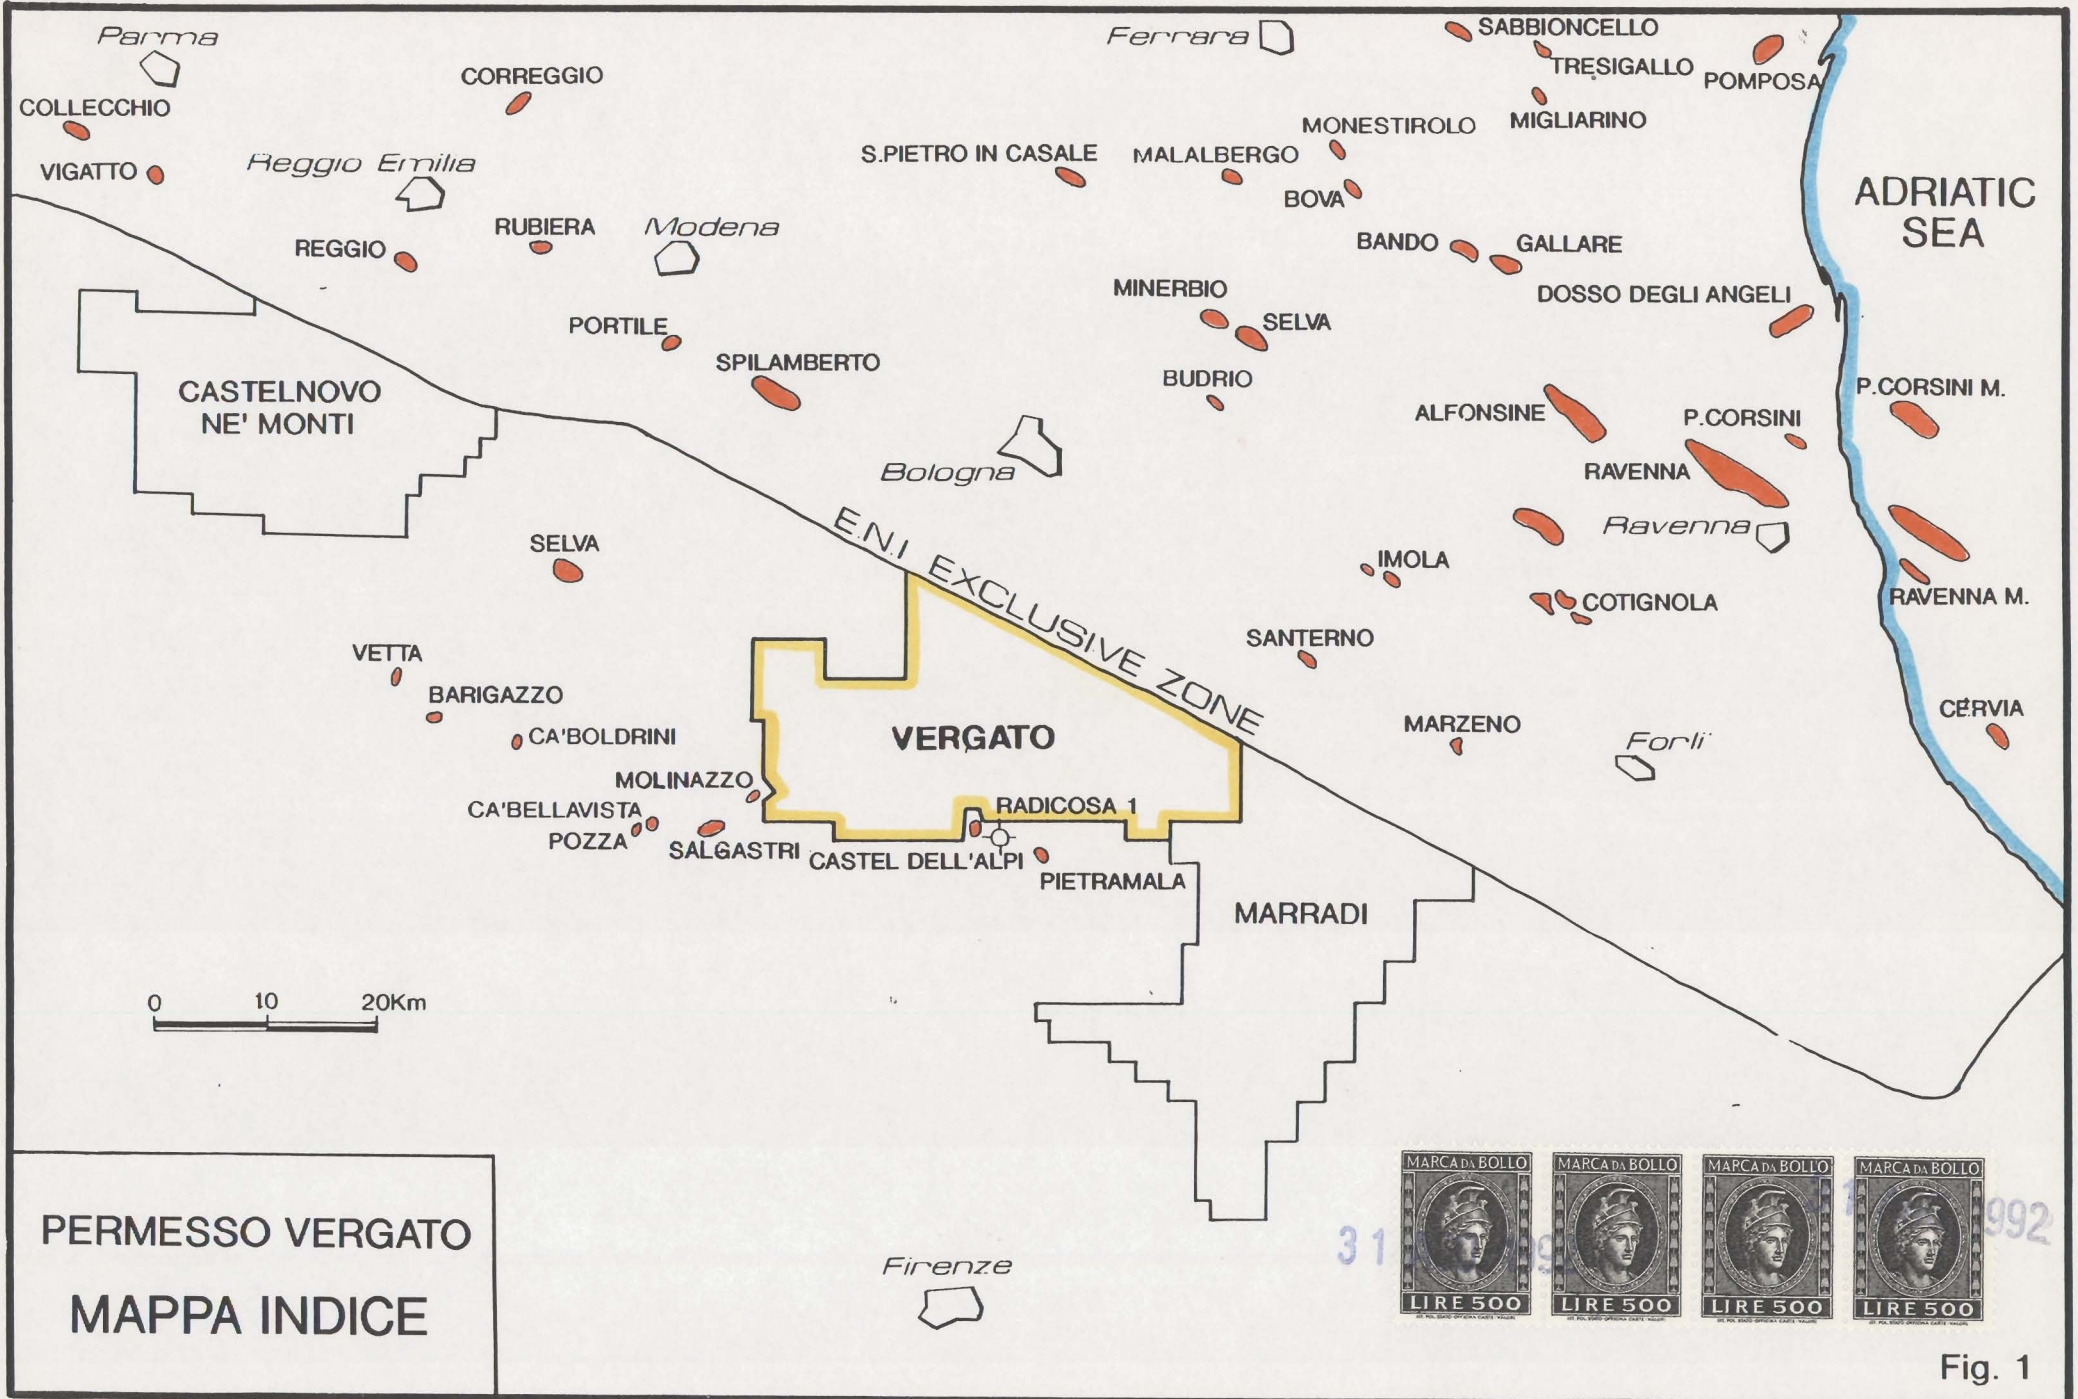 Parma
Ferrara
SABBIONCELLO
TRESIGALLO
POMPOSA
CORREGGIO
COLLECCHIO
MIGLIARINO
MONESTIROLO
S.PIETRO IN CASALE
MALALBERGO
Reggio Emilia
VIGATTO
BOVA
ADRIATIC
SEA
RUBIERA
Modena
REGGIO
BANDO
GALLARE
MINERBIO
DOSSO DEGLI ANGELI
SELVA
PORTILE
SPILAMBERTO
BUDRIO
CASTELNOVO
NE' MONTI
P.CORSINI M.
ALFONSINE
P.CORSINI
Bologna
RAVENNA
E.N.I EXCLUSIVE ZONE
Ravenna
SELVA
IMOLA
COTIGNOLA
RAVENNA M.
SANTERNO
VETTA
BARIGAZZO
CERVIA
MARZENO
CA'BOLDRINI
VERGATO
Forli
MOLINAZZO
CA'BELLAVISTA
RADICOSA 1
POZZA
SALGASTRI
CASTEL DELL'ALPI
PIETRAMALA
MARRADI
0 10 20Km
PERMESSO VERGATO
MAPPA INDICE
Firenze
MARCA DA BOLLO
LIRE 500
MARCA DA BOLLO
LIRE 500
MARCA DA BOLLO
LIRE 500
MARCA DA BOLLO
LIRE 500
31
992
Fig. 1